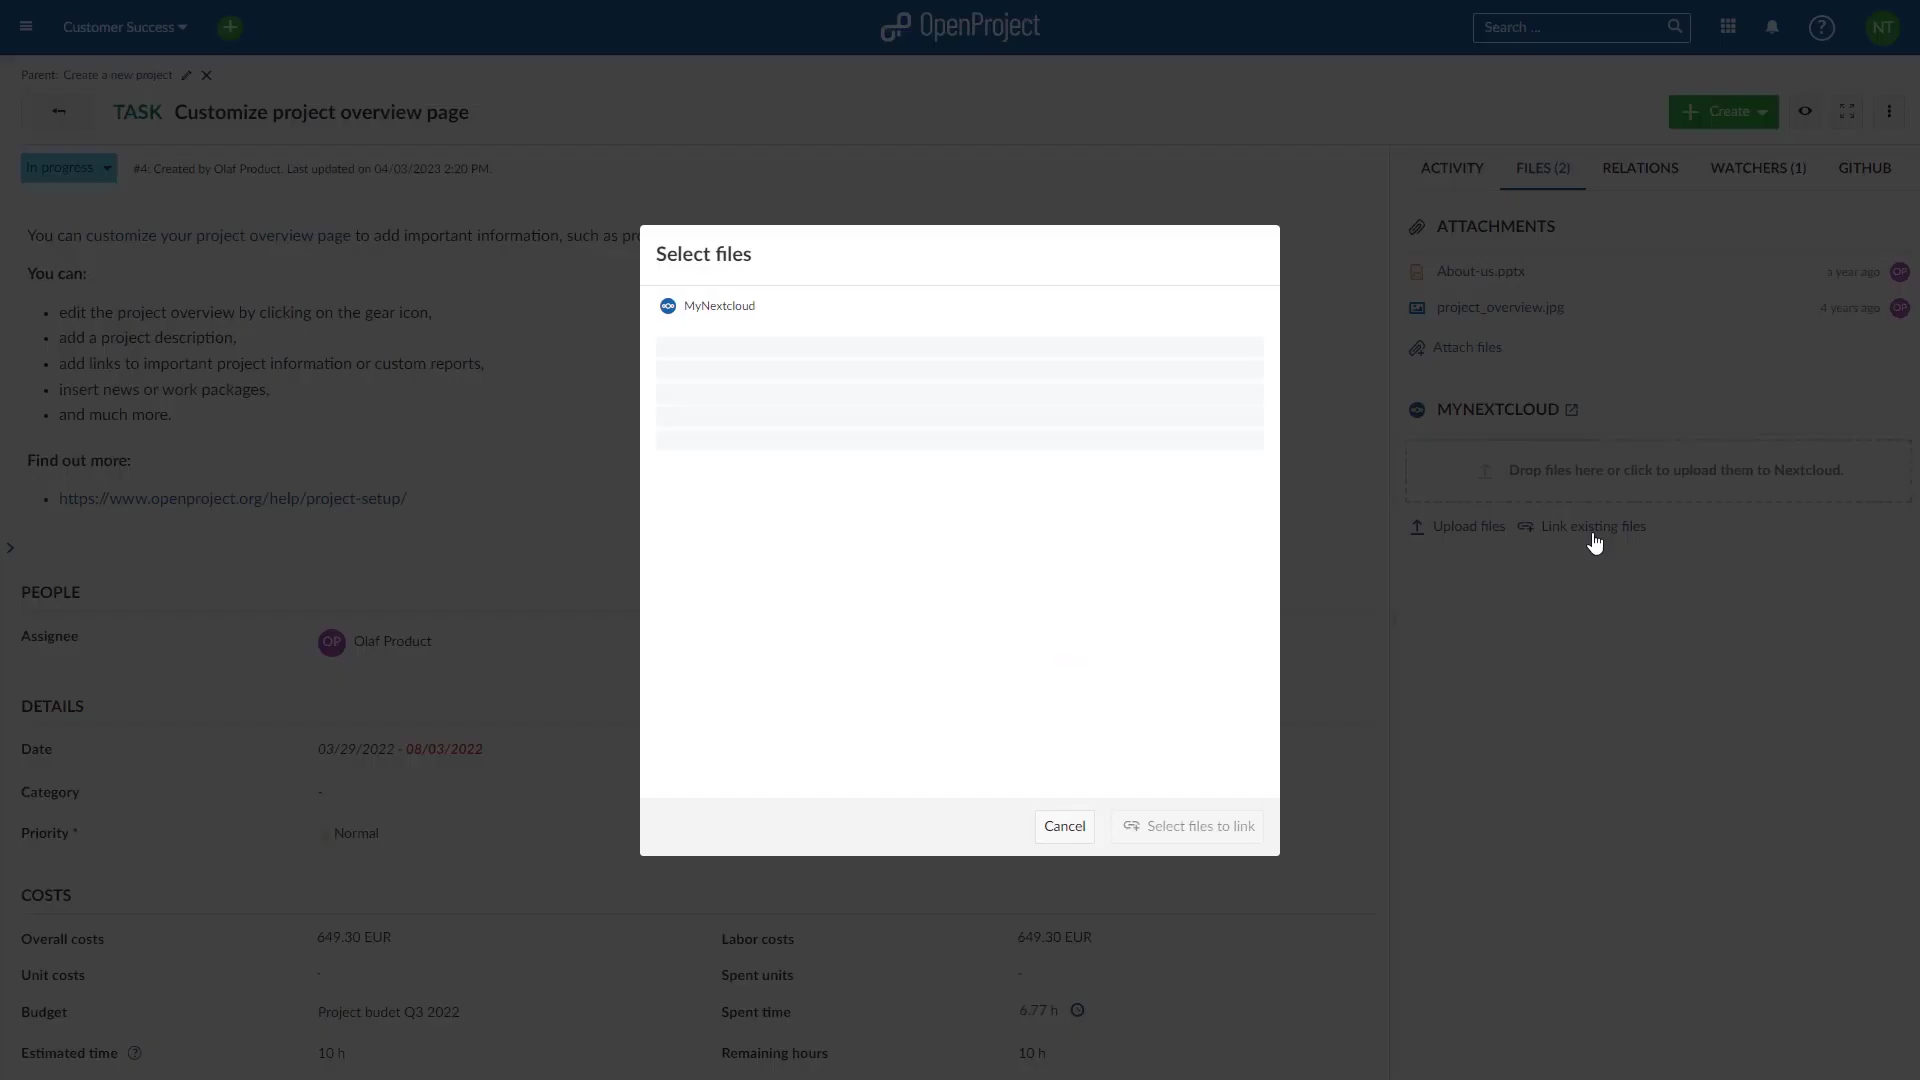 Customer Success
OpenProject
Search ...
?
NT
Parent: Create a new project
TASK Customize project overview page
Create
In progress
#4: Created by Olaf Product. Last updated on 04/03/2023 2:20 PM.
ACTIVITY
FILES (2)
RELATIONS
WATCHERS (1)
GITHUB
You can customize your project overview page to add important information, such as pr
You can:
edit the project overview by clicking on the gear icon,
add a project description,
add links to important project information or custom reports,
insert news or work packages,
and much more.
Find out more:
https://www.openproject.org/help/project-setup/
PEOPLE
Assignee
OP Olaf Product
DETAILS
Date
03/29/2022 - 08/03/2022
Category
-
Priority *
Normal
COSTS
Overall costs
649.30 EUR
Labor costs
649.30 EUR
Unit costs
-
Spent units
-
Budget
Project budet Q3 2022
Spent time
6.77 h
Estimated time ?
10 h
Remaining hours
10 h
Select files
MyNextcloud
Cancel
Select files to link
ATTACHMENTS
About-us.pptx
a year ago OP
project_overview.jpg
4 years ago OP
Attach files
MYNEXTCLOUD
Drop files here or click to upload them to Nextcloud.
Upload files
Link existing files